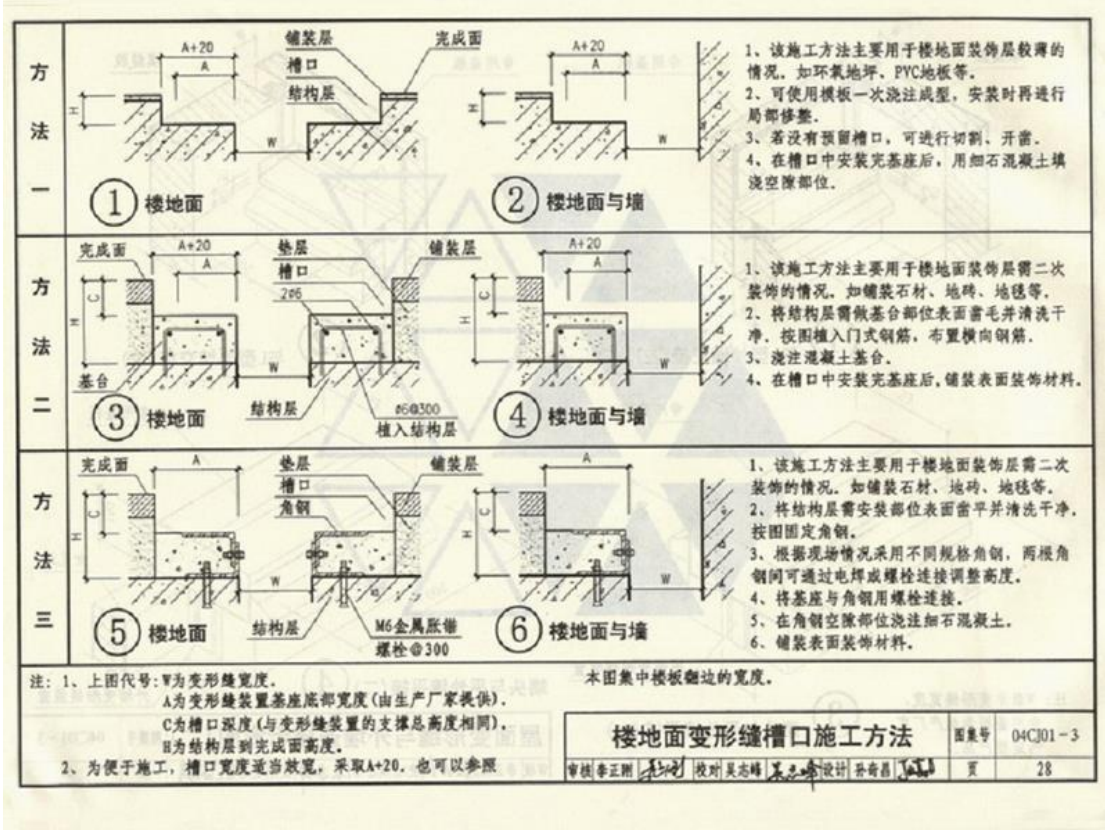 方法一
A+20
A
H
W
铺装层
槽口
结构层
完成面
① 楼地面
A+20
A
H
W
② 楼地面与墙
1、该施工方法主要用于楼地面装饰层较薄的
情况。如环氧地坪、PVC地板等。
2、可使用模板一次浇注成型，安装时再进行
局部修整。
3、若没有预留槽口，可进行切割、开凿。
4、在槽口中安装完基座后，用细石混凝土填
浇空隙部位。
方法二
完成面
A+20
A
C
H
W
基台
垫层
槽口
2ø6
铺装层
结构层
ø6@300
植入结构层
③ 楼地面
A+20
A
C
H
W
④ 楼地面与墙
1、该施工方法主要用于楼地面装饰层需二次
装饰的情况。如铺装石材、地砖、地毯等。
2、将结构层需做基台部位表面凿毛并清洗干
净．按图植入门式钢筋，布置横向钢筋．
3、浇注混凝土基台．
4、在槽口中安装完基座后，铺装表面装饰材料．
方法三
完成面
A
C
H
W
垫层
槽口
角钢
铺装层
结构层
M6金属胀锚
螺栓@300
⑤ 楼地面
A
C
H
W
⑥ 楼地面与墙
1、该施工方法主要用于楼地面装饰层需二次
装饰的情况。如铺装石材、地砖、地毯等。
2、将结构层需安装部位表面凿平并清洗干净．
按图固定角钢。
3、根据现场情况采用不同规格角钢，两根角
钢间可通过电焊或螺栓连接调整高度。
4、将基座与角钢用螺栓连接。
5、在角钢空隙部位浇注细石混凝土。
6、铺装表面装饰材料。
注：1、上图代号：W为变形缝宽度．
A为变形缝装置基座底部宽度(由生产厂家提供)．
C为槽口深度(与变形缝装置的支撑总高度相同)．
H为结构层到完成面高度．
2、为便于施工，槽口宽度适当放宽，采取A+20．也可以参照
本图集中楼板翻边的宽度。
楼地面变形缝槽口施工方法 图集号 04CJ01-3
审核 李正刚 校对 吴志峰 设计 孙奇昌 页 28